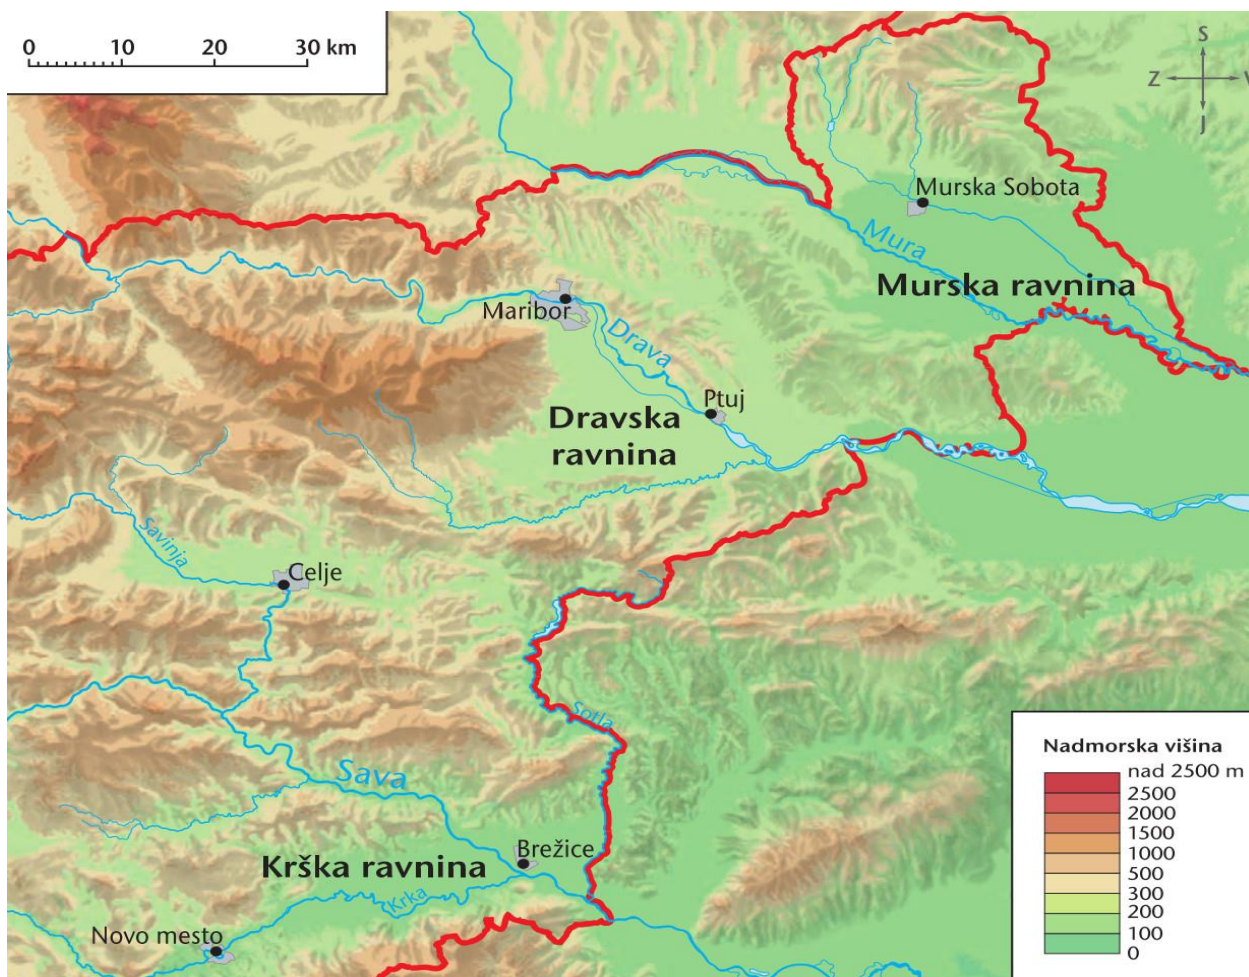 0 10 20 30 km
S
Z V
J
Murska Sobota
Mura
Murska ravnina
Maribor
Drava
Ptuj
Dravska
ravnina
Savinja
Celje
Sotla
Sava
Brežice
Krška ravnina
Krka
Novo mesto
Nadmorska višina
nad 2500 m
2500
2000
1500
1000
500
300
200
100
0